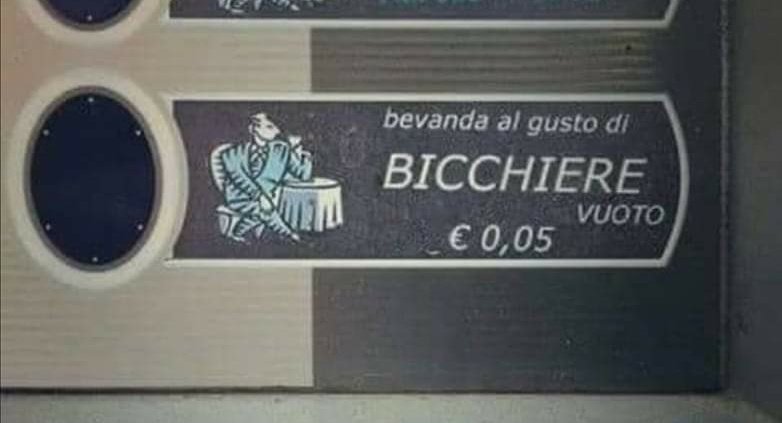 bevanda al gusto di
BICCHIERE
VUOTO
€ 0,05